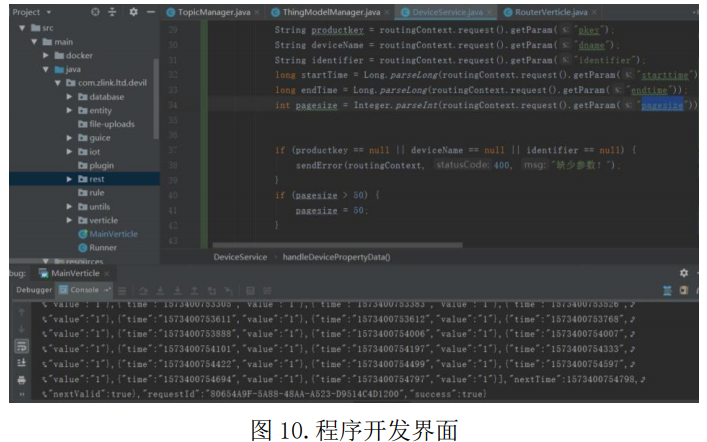 Project
TopicManager.java × ThingModelManager.java × DeviceService.java × RouterVerticle.java ×
src
main
docker
java
com.zlink.ltd.devil
database
entity
file-uploads
guice
iot
plugin
rest
rule
untils
verticle
MainVerticle
Runner
resources
29 String productkey = routingContext.request().getParam( s: "pkey");
30 String deviceName = routingContext.request().getParam( s: "dname");
31 String identifier = routingContext.request().getParam( s: "identifier");
32 long startTime = Long.parseLong(routingContext.request().getParam( s: "starttime")
33 long endTime = Long.parseLong(routingContext.request().getParam( s: "endtime"));
34 int pagesize = Integer.parseInt(routingContext.request().getParam( s: "pagesize"))
35
36
37 if (productkey == null || deviceName == null || identifier == null) {
38 sendError(routingContext, statusCode: 400, msg: "缺少参数!");
39 }
40 if (pagesize > 50) {
41 pagesize = 50;
42 }
43
DeviceService › handleDevicePropertyData()
bug: MainVerticle ×
Debugger Console
"value":"1"},{"time":"1573400753305","value":"1"},{"time":"1573400753383","value":"1"},{"time":"1573400753526",
"value":"1"},{"time":"1573400753611","value":"1"},{"time":"1573400753612","value":"1"},{"time":"1573400753768",
"value":"1"},{"time":"1573400753888","value":"1"},{"time":"1573400754006","value":"1"},{"time":"1573400754007",
"value":"1"},{"time":"1573400754101","value":"1"},{"time":"1573400754197","value":"1"},{"time":"1573400754333",
"value":"1"},{"time":"1573400754422","value":"1"},{"time":"1573400754499","value":"1"},{"time":"1573400754597",
"value":"1"},{"time":"1573400754694","value":"1"},{"time":"1573400754797","value":"1"}],"nextTime":1573400754798,
"nextValid":true},"requestId":"80654A9F-5A88-48AA-A523-D9514C4D1200","success":true}
图 10.程序开发界面